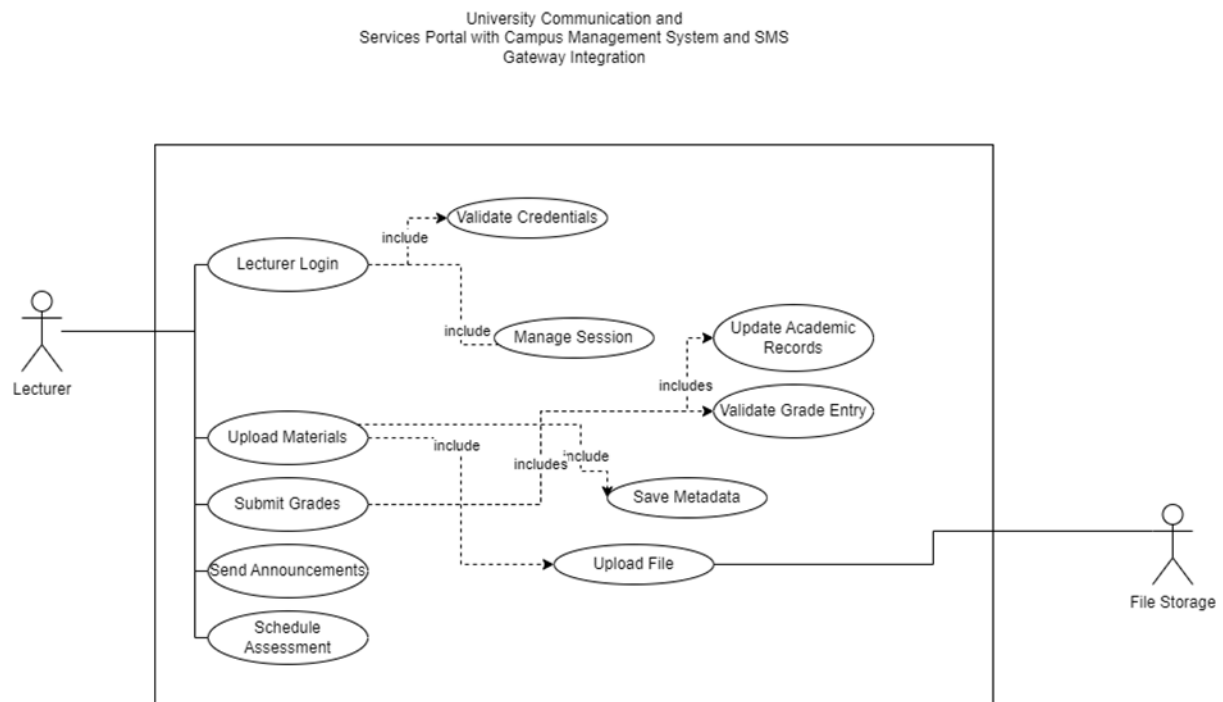 University Communication and
Services Portal with Campus Management System and SMS
Gateway Integration
Validate Credentials
include
Lecturer Login
Update Academic
Records
include
Manage Session
Lecturer
includes
Validate Grade Entry
Upload Materials
include
include
includes
Save Metadata
Submit Grades
Upload File
Send Announcements
File Storage
Schedule
Assessment